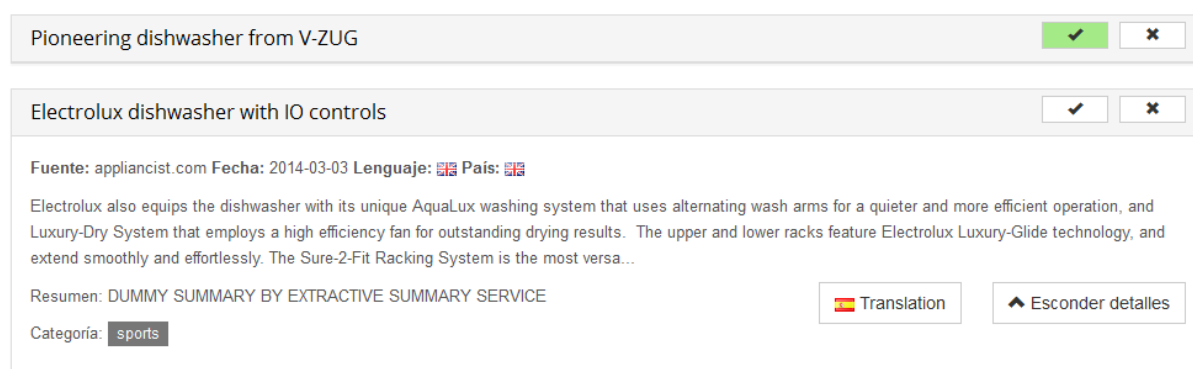 Pioneering dishwasher from V-ZUG
Electrolux dishwasher with IO controls
Fuente: appliancist.com Fecha: 2014-03-03 Lenguaje: País:
Electrolux also equips the dishwasher with its unique AquaLux washing system that uses alternating wash arms for a quieter and more efficient operation, and
Luxury-Dry System that employs a high efficiency fan for outstanding drying results. The upper and lower racks feature Electrolux Luxury-Glide technology, and
extend smoothly and effortlessly. The Sure-2-Fit Racking System is the most versa...
Resumen: DUMMY SUMMARY BY EXTRACTIVE SUMMARY SERVICE
Translation
Esconder detalles
Categoría: sports